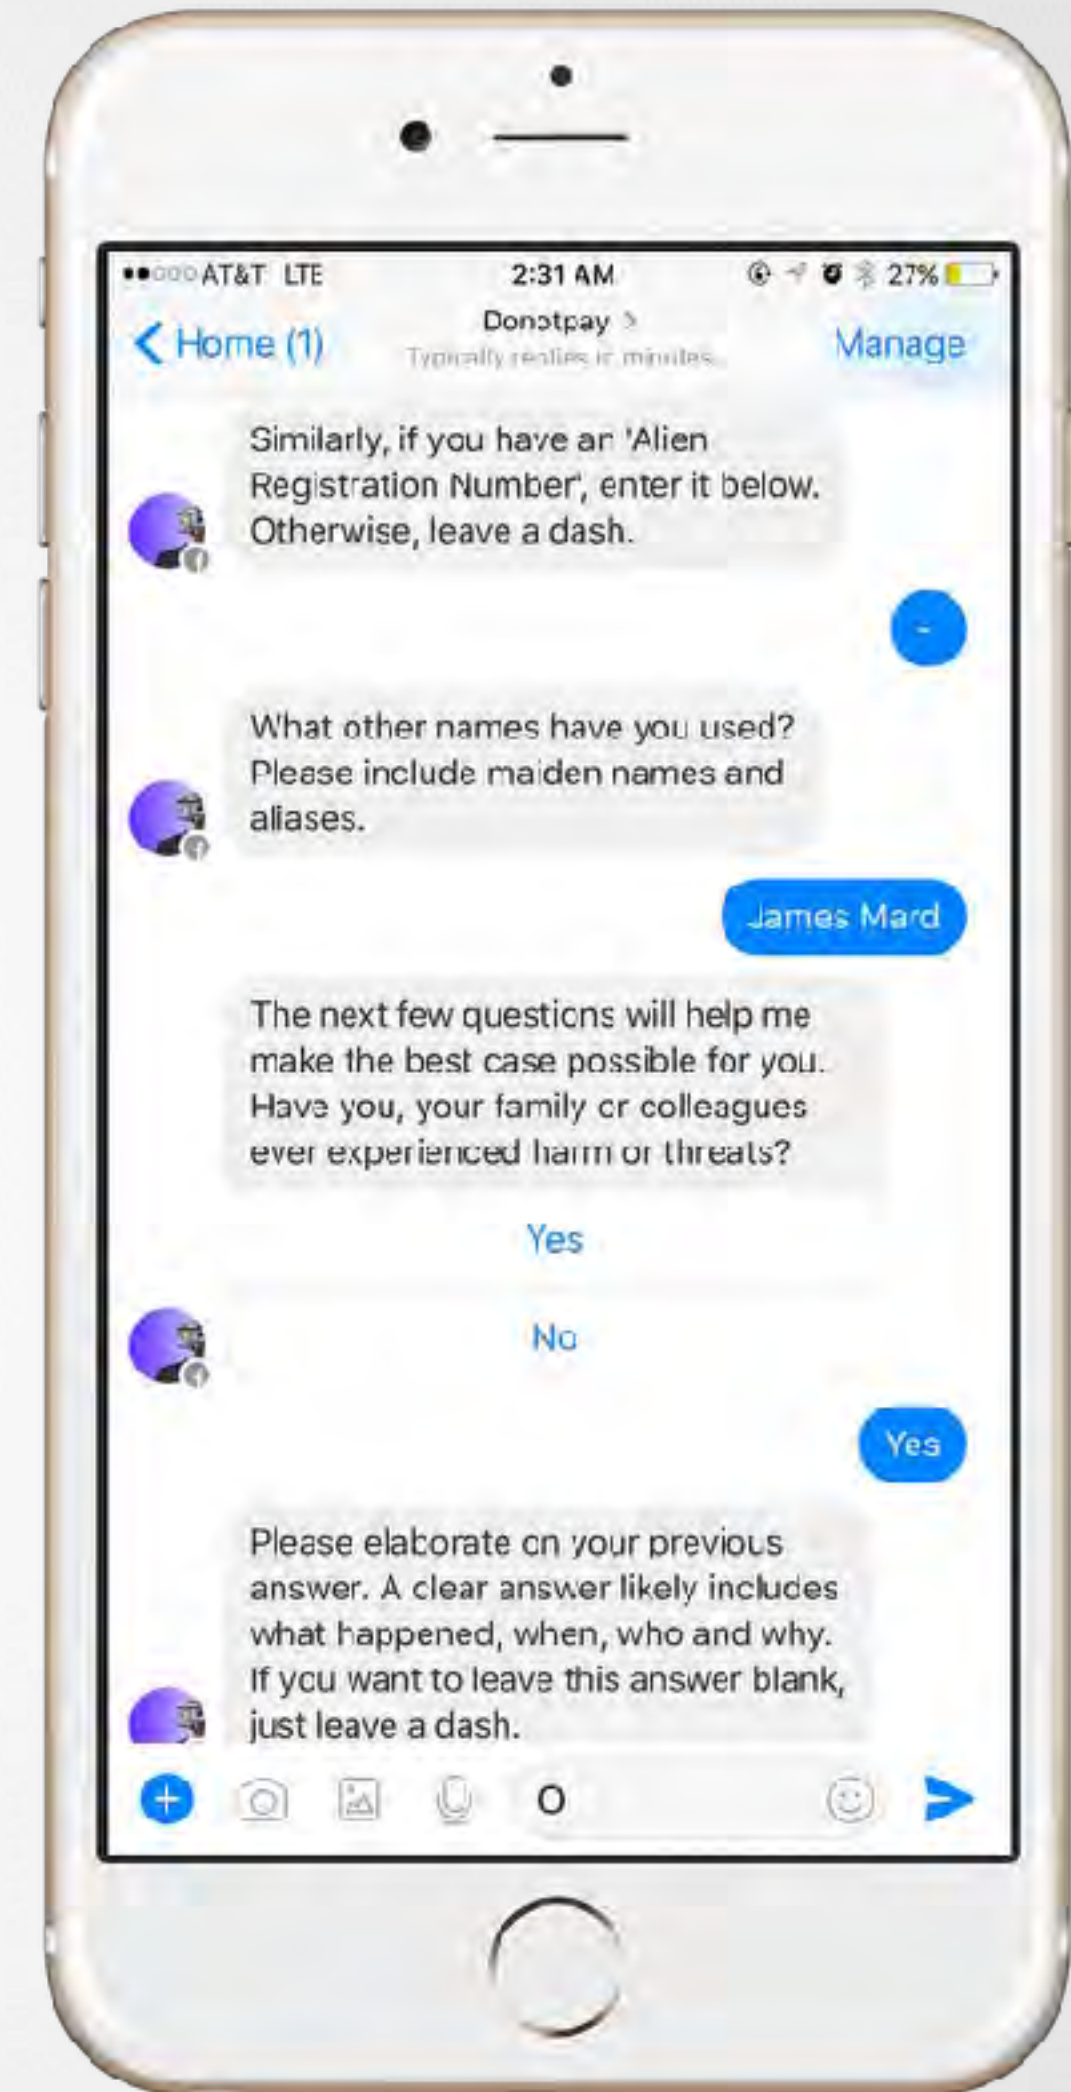 AT&T LTE 2:31 AM 27%
Home (1) Donotpay > Manage
Typically replies in minutes
Similarly, if you have an 'Alien
Registration Number', enter it below.
Otherwise, leave a dash.
-
What other names have you used?
Please include maiden names and
aliases.
James Mard
The next few questions will help me
make the best case possible for you.
Have you, your family or colleagues
ever experienced harm or threats?
Yes
No
Yes
Please elaborate on your previous
answer. A clear answer likely includes
what happened, when, who and why.
If you want to leave this answer blank,
just leave a dash.
O